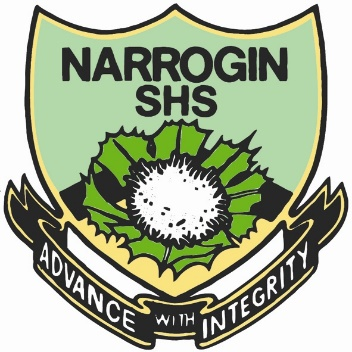 NARROGIN
SHS
ADVANCE WITH INTEGRITY